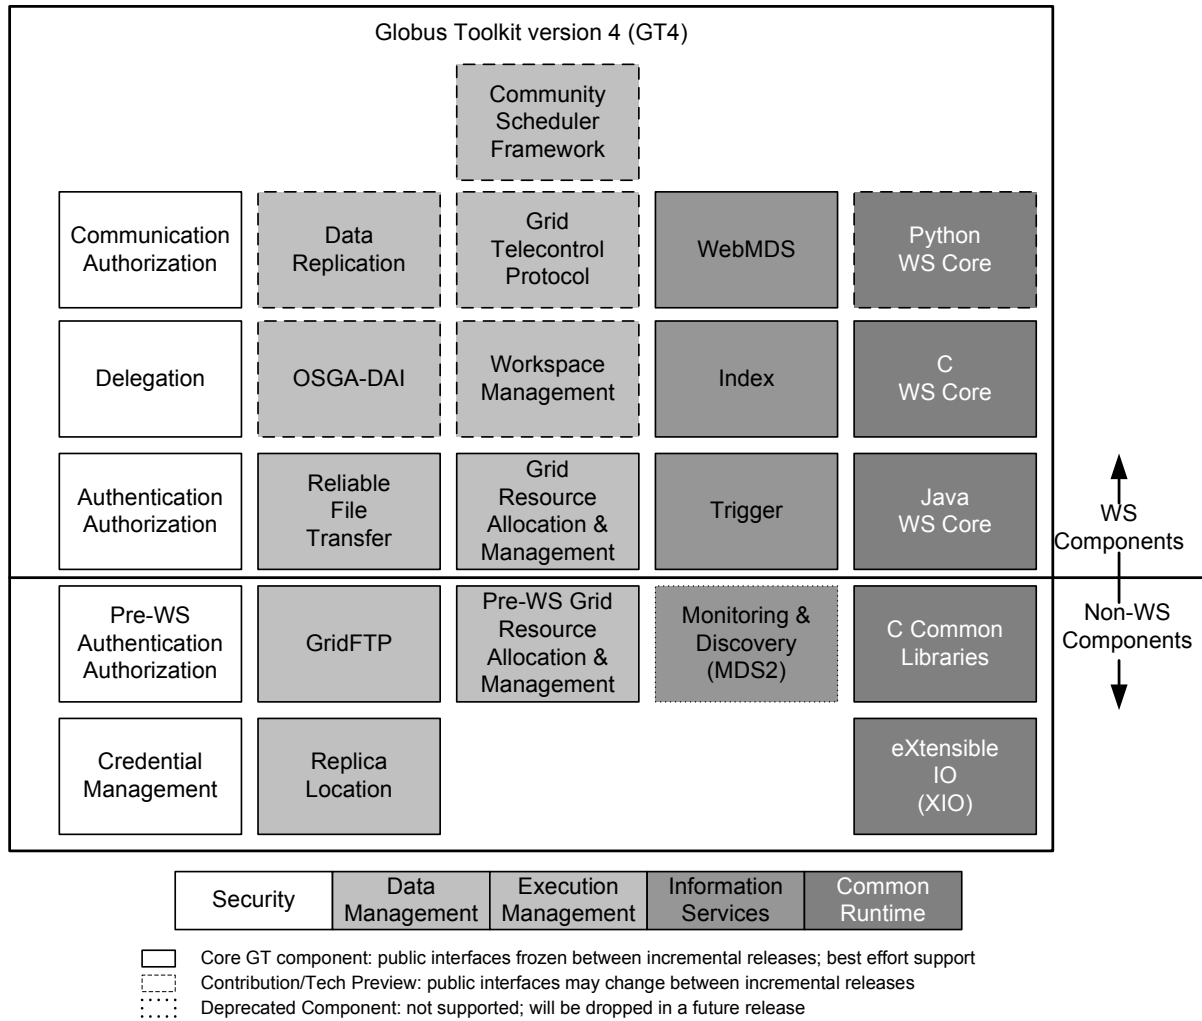 Globus Toolkit version 4 (GT4)
Community
Scheduler
Framework
Communication
Authorization
Data
Replication
Grid
Telecontrol
Protocol
WebMDS
Python
WS Core
Delegation
OSGA-DAI
Workspace
Management
Index
C
WS Core
Authentication
Authorization
Reliable
File
Transfer
Grid
Resource
Allocation &
Management
Trigger
Java
WS Core
WS
Components
Pre-WS
Authentication
Authorization
GridFTP
Pre-WS Grid
Resource
Allocation &
Management
Monitoring &
Discovery
(MDS2)
C Common
Libraries
Non-WS
Components
Credential
Management
Replica
Location
eXtensible
IO
(XIO)
Security
Data
Management
Execution
Management
Information
Services
Common
Runtime
Core GT component: public interfaces frozen between incremental releases; best effort support
Contribution/Tech Preview: public interfaces may change between incremental releases
Deprecated Component: not supported; will be dropped in a future release